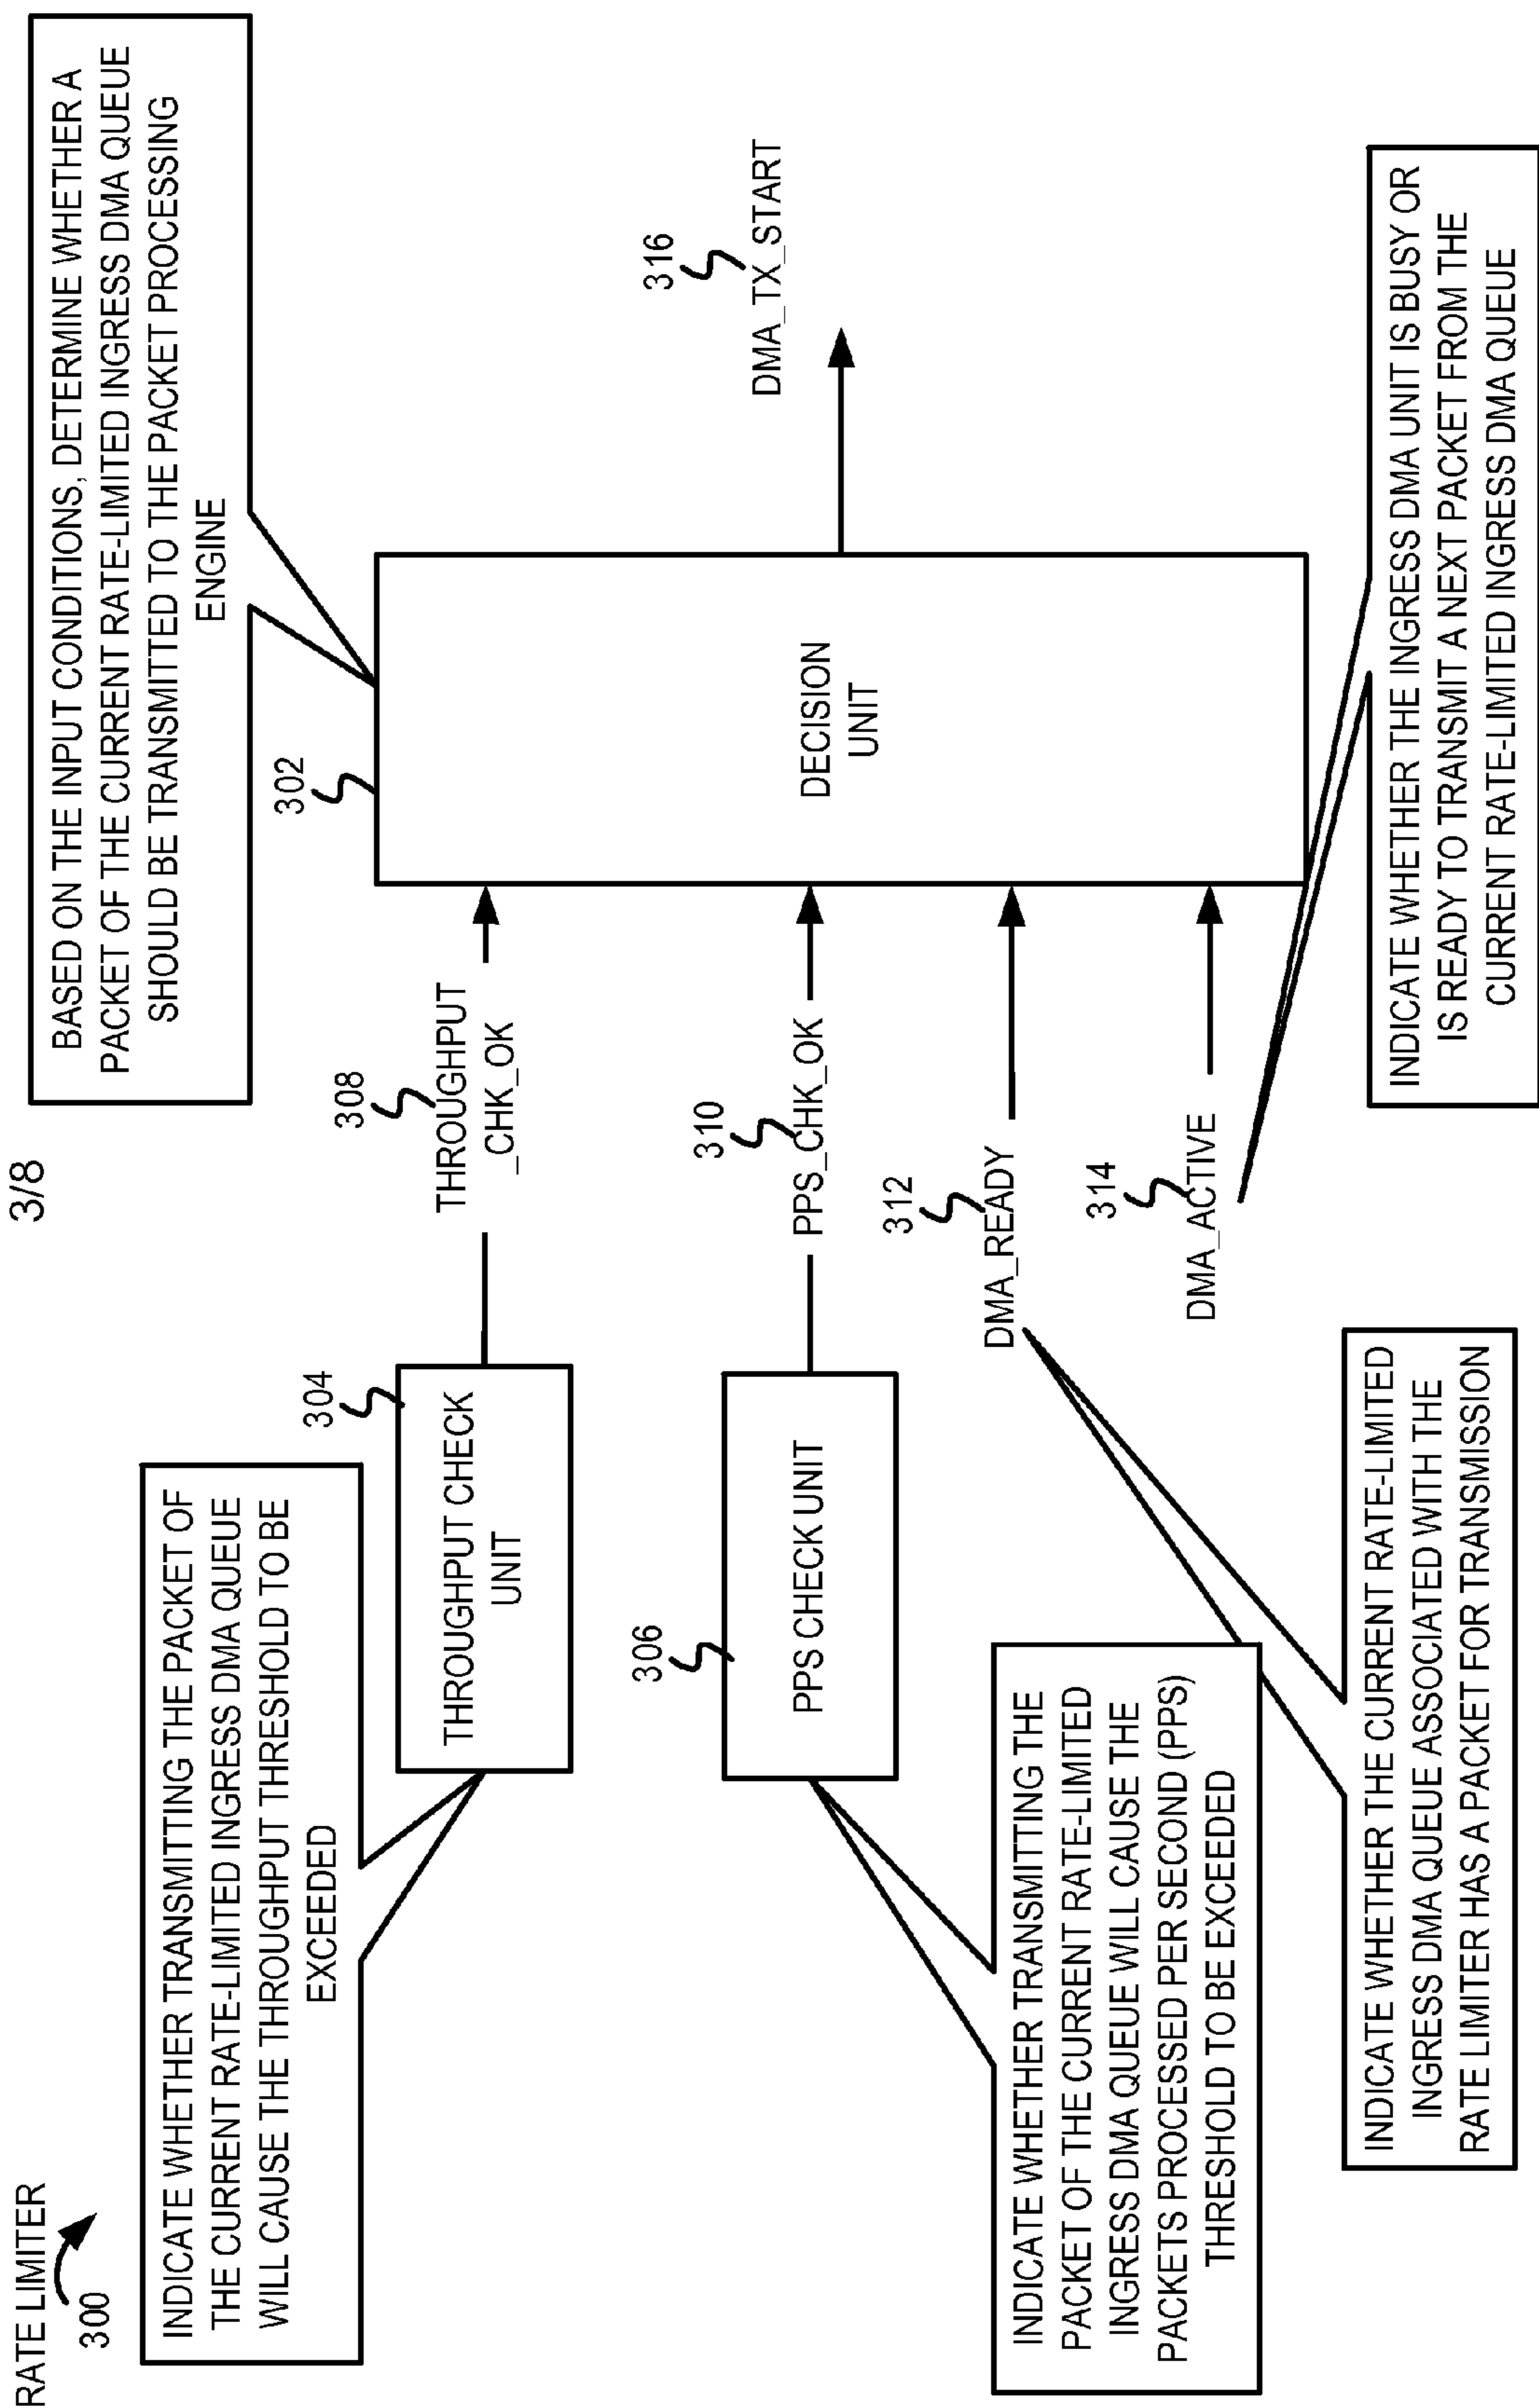 3/8
RATE LIMITER
300
BASED ON THE INPUT CONDITIONS, DETERMINE WHETHER A
PACKET OF THE CURRENT RATE-LIMITED INGRESS DMA QUEUE
SHOULD BE TRANSMITTED TO THE PACKET PROCESSING
ENGINE
INDICATE WHETHER TRANSMITTING THE PACKET OF
THE CURRENT RATE-LIMITED INGRESS DMA QUEUE
WILL CAUSE THE THROUGHPUT THRESHOLD TO BE
EXCEEDED
304
THROUGHPUT CHECK
UNIT
308
THROUGHPUT
_CHK_OK
302
DECISION
UNIT
316
DMA_TX_START
306
PPS CHECK UNIT
310
PPS_CHK_OK
312
DMA_READY
314
DMA_ACTIVE
INDICATE WHETHER TRANSMITTING THE
PACKET OF THE CURRENT RATE-LIMITED
INGRESS DMA QUEUE WILL CAUSE THE
PACKETS PROCESSED PER SECOND (PPS)
THRESHOLD TO BE EXCEEDED
INDICATE WHETHER THE CURRENT RATE-LIMITED
INGRESS DMA QUEUE ASSOCIATED WITH THE
RATE LIMITER HAS A PACKET FOR TRANSMISSION
INDICATE WHETHER THE INGRESS DMA UNIT IS BUSY OR
IS READY TO TRANSMIT A NEXT PACKET FROM THE
CURRENT RATE-LIMITED INGRESS DMA QUEUE